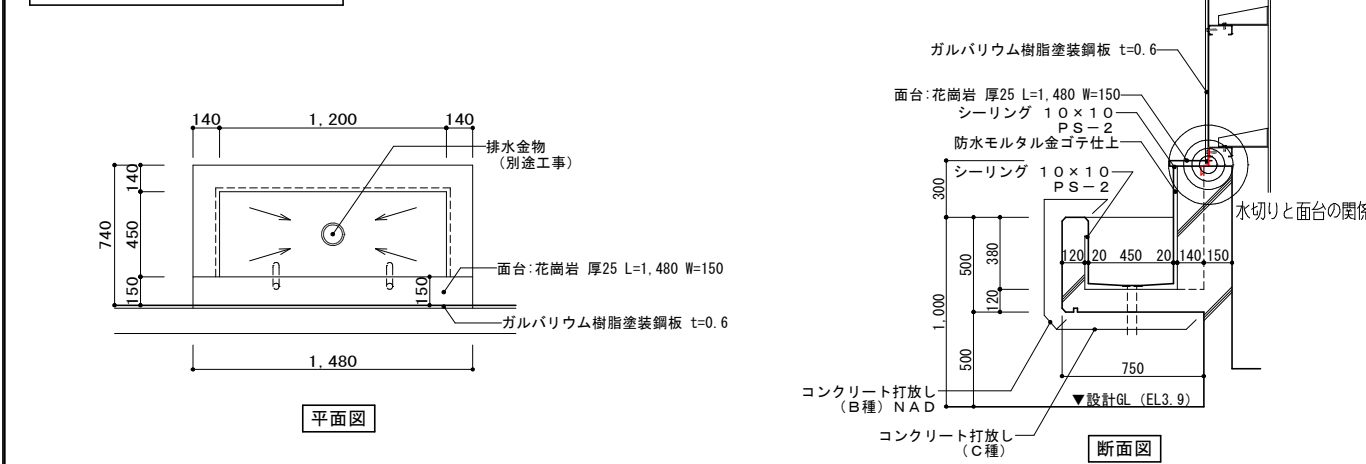 140
1,200
140
排水金物
(別途工事)
740
140
450
150
150
面台:花崗岩 厚25 L=1,480 W=150
ガルバリウム樹脂塗装鋼板 t=0.6
1,480
平面図
ガルバリウム樹脂塗装鋼板 t=0.6
面台:花崗岩 厚25 L=1,480 W=150
シーリング 10×10
PS-2
防水モルタル金ゴテ仕上
シーリング 10×10
PS-2
水切りと面台の関係
300
1,000
500
500
380
120
120
20
450
20
140
150
750
コンクリート打放し
(B種) NAD
▼設計GL (EL3.9)
コンクリート打放し
(C種)
断面図